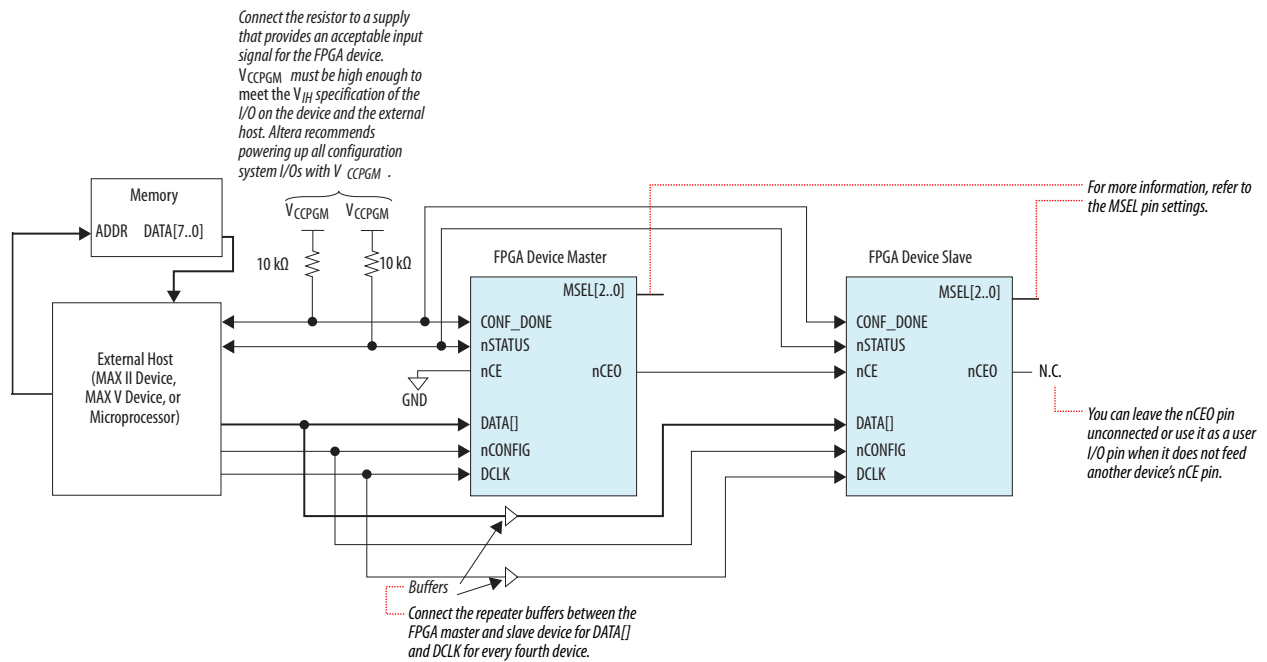 Connect the resistor to a supply
that provides an acceptable input
signal for the FPGA device.
VCCPGM must be high enough to
meet the VIH specification of the
I/O on the device and the external
host. Altera recommends
powering up all configuration
system I/Os with V CCPGM .
Memory
ADDR DATA[7..0]
VCCPGM VCCPGM
10 kΩ 10 kΩ
For more information, refer to
the MSEL pin settings.
FPGA Device Master
MSEL[2..0]
CONF_DONE
nSTATUS
nCE nCEO
DATA[]
nCONFIG
DCLK
FPGA Device Slave
MSEL[2..0]
CONF_DONE
nSTATUS
nCE nCEO
N.C.
DATA[]
nCONFIG
DCLK
External Host
(MAX II Device,
MAX V Device, or
Microprocessor)
GND
You can leave the nCEO pin
unconnected or use it as a user
I/O pin when it does not feed
another device's nCE pin.
Buffers
Connect the repeater buffers between the
FPGA master and slave device for DATA[]
and DCLK for every fourth device.